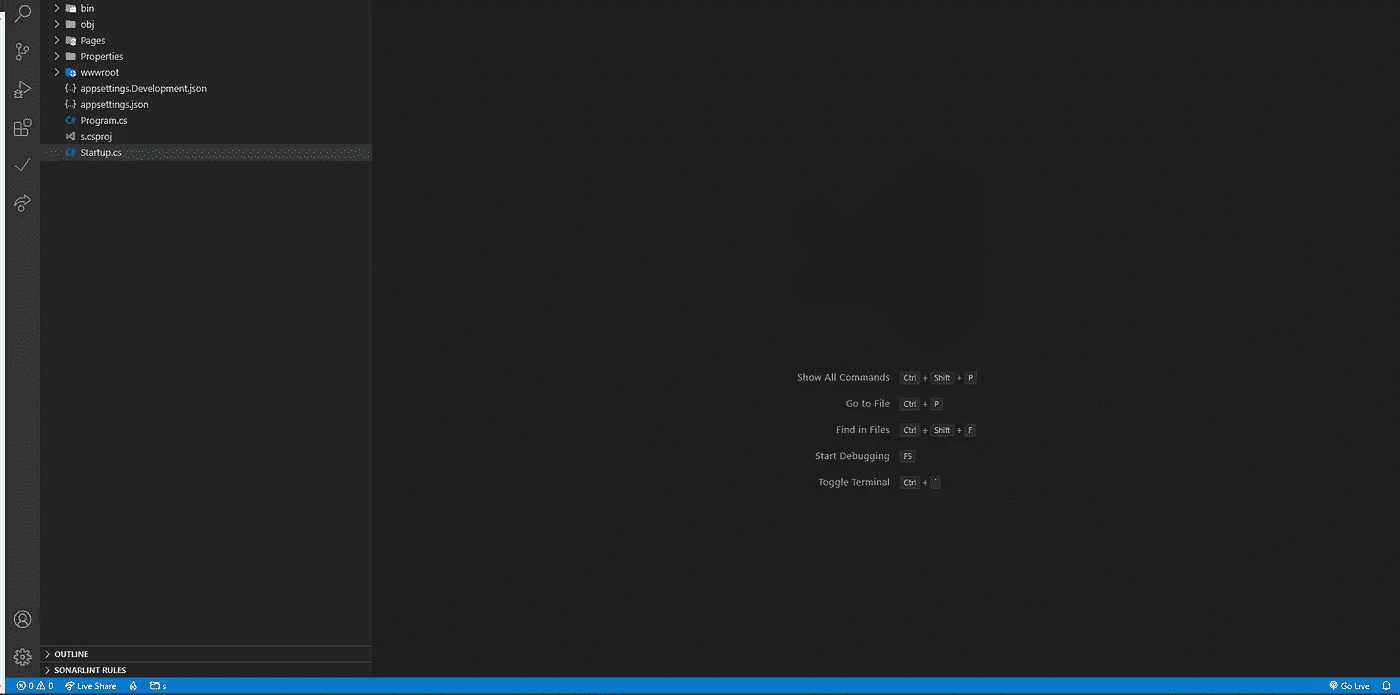 bin
obj
Pages
Properties
wwwroot
{..} appsettings.Development.json
{..} appsettings.json
C# Program.cs
s.csproj
C# Startup.cs
Show All Commands Ctrl + Shift + P
Go to File Ctrl + P
Find in Files Ctrl + Shift + F
Start Debugging F5
Toggle Terminal Ctrl + `
OUTLINE
SONARLINT RULES
0 0 Live Share s Go Live